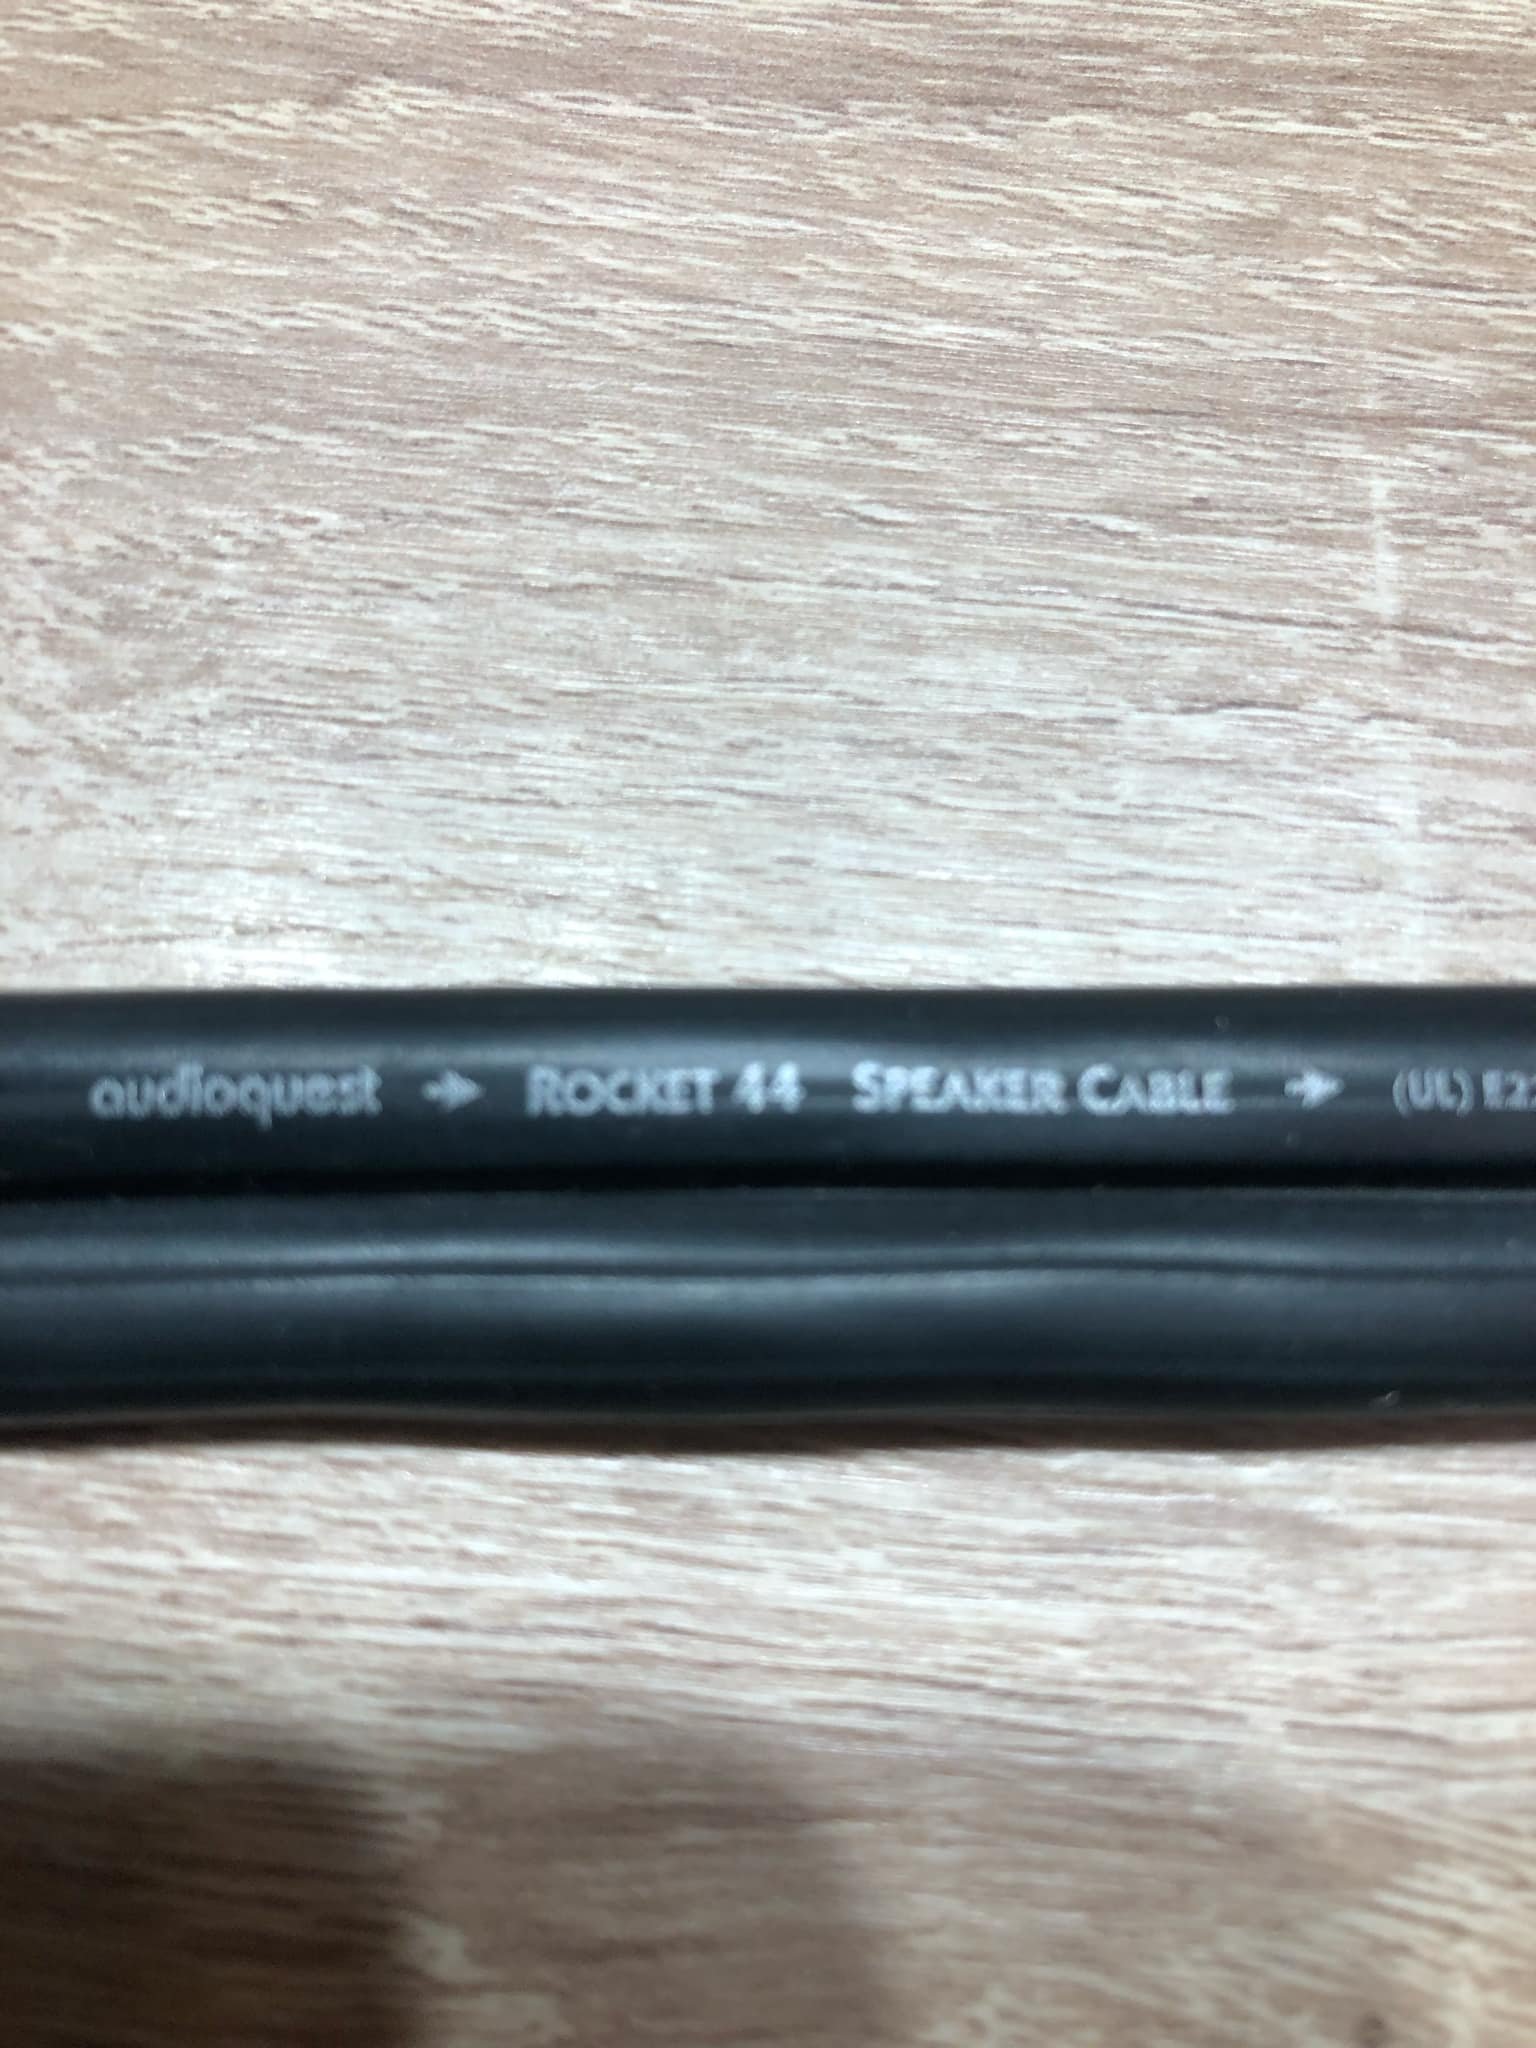 audioquest → ROCKET 44 SPEAKER CABLE → (UL)